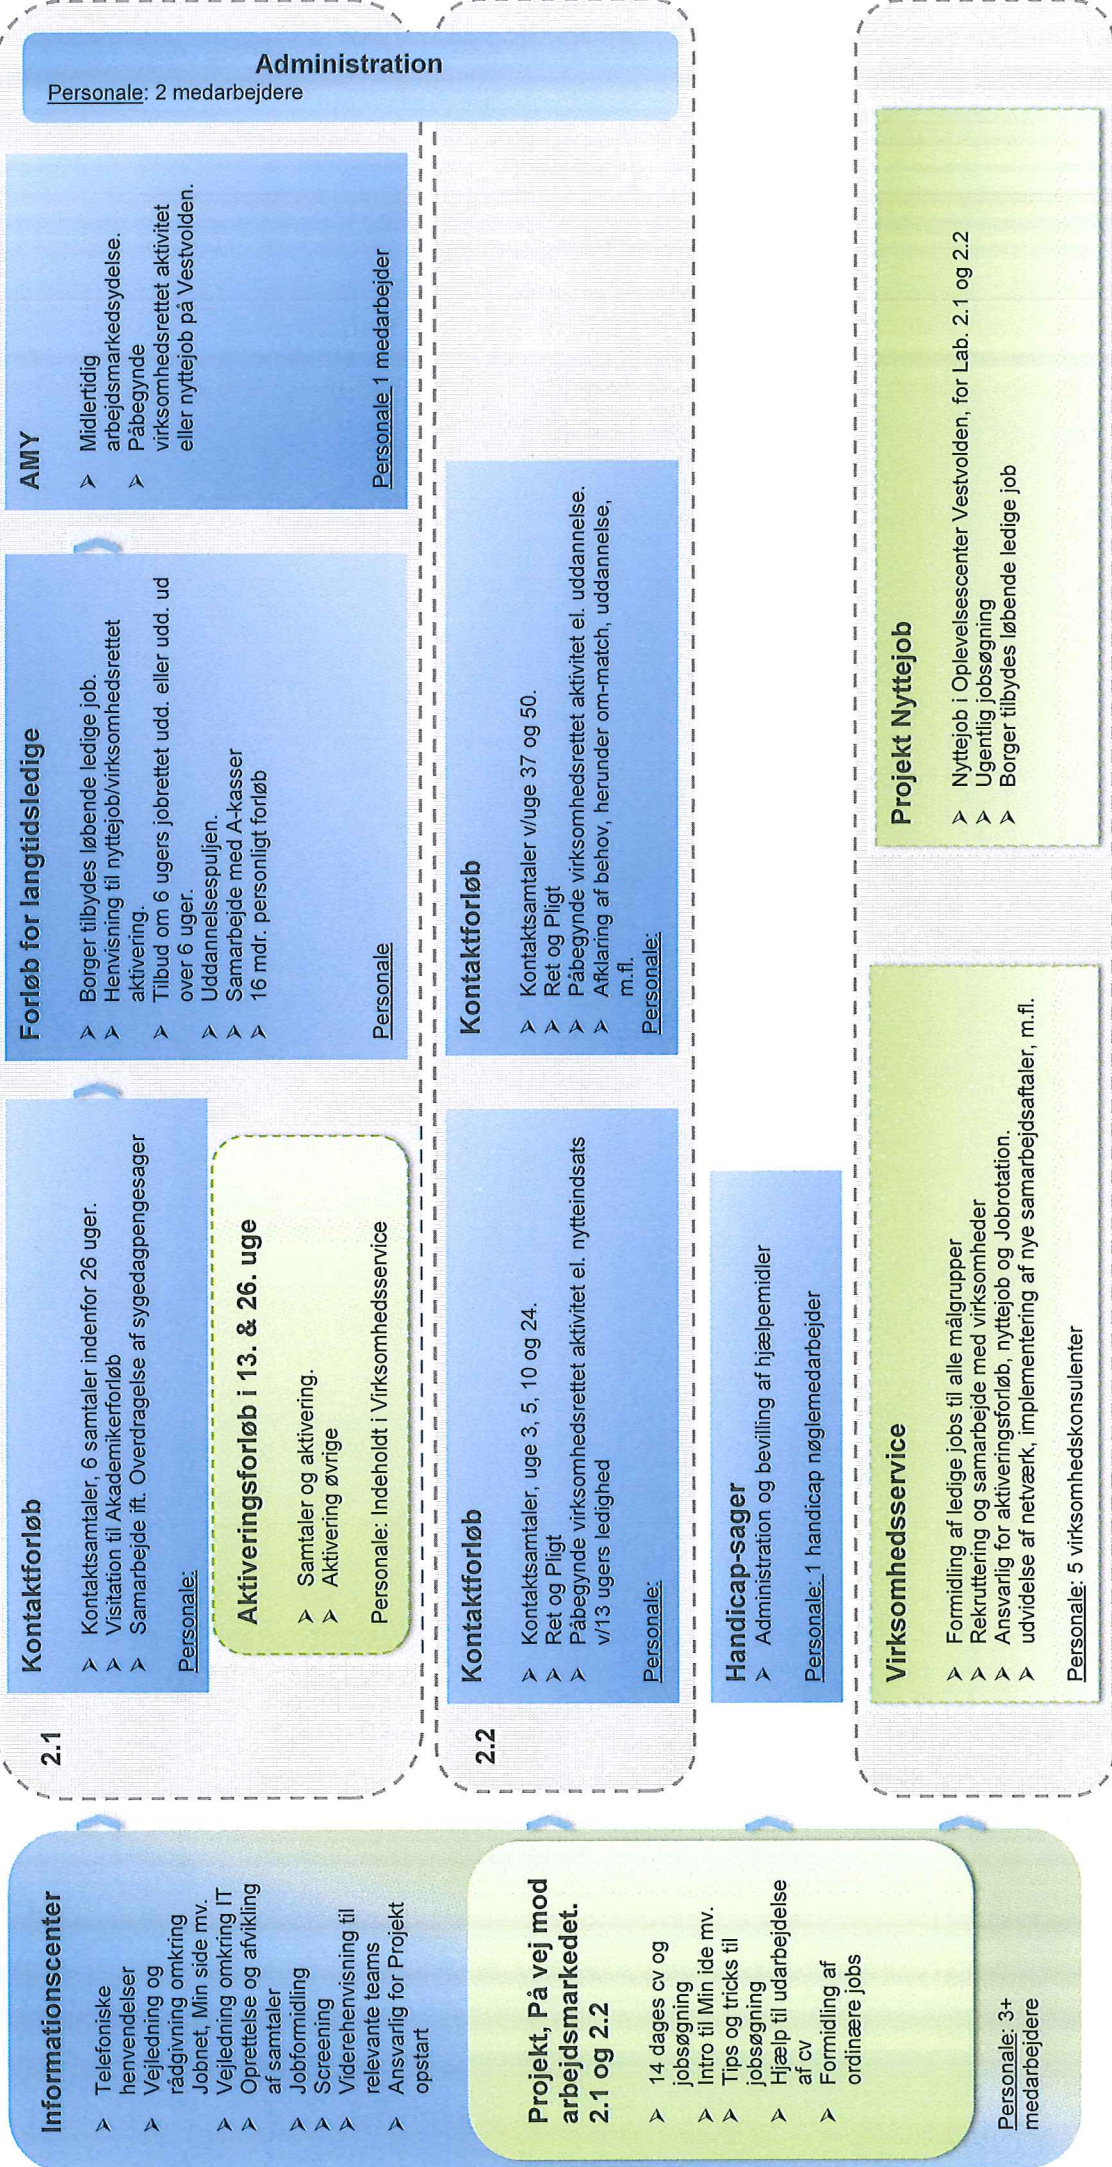 Informationscenter
➢ Telefoniske
henvendelser
➢ Vejledning og
rådgivning omkring
Jobnet, Min side mv.
➢ Vejledning omkring IT
➢ Oprettelse og afvikling
af samtaler
➢ Jobformidling
➢ Screening
➢ Viderehenvisning til
relevante teams
➢ Ansvarlig for Projekt
opstart
Projekt, På vej mod
arbejdsmarkedet.
2.1 og 2.2
➢ 14 dages cv og
jobsøgning
➢ Intro til Min ide mv.
➢ Tips og tricks til
jobsøgning
➢ Hjælp til udarbejdelse
af cv
➢ Formidling af
ordinære jobs
Personale: 3+
medarbejdere
2.1
Kontaktforløb
➢ Kontaktsamtaler, 6 samtaler indenfor 26 uger.
➢ Visitation til Akademikerforløb
➢ Samarbejde ift. Overdragelse af sygedagpengesager
Personale:
Aktiveringsforløb i 13. & 26. uge
➢ Samtaler og aktivering.
➢ Aktivering øvrige
Personale: Indeholdt i Virksomhedsservice
Forløb for langtidsledige
➢ Borger tilbydes løbende ledige job.
➢ Henvisning til nyttejob/virksomhedsrettet
aktivering.
➢ Tilbud om 6 ugers jobrettet udd. eller udd. ud
over 6 uger.
➢ Uddannelsespuljen.
➢ Samarbejde med A-kasser
➢ 16 mdr. personligt forløb
Personale
AMY
➢ Midlertidig
arbejdsmarkedsydelse.
➢ Påbegynde
virksomhedsrettet aktivitet
eller nyttejob på Vestvolden.
Personale 1 medarbejder
Administration
Personale: 2 medarbejdere
2.2
Kontaktforløb
➢ Kontaktsamtaler, uge 3, 5, 10 og 24.
➢ Ret og Pligt
➢ Påbegynde virksomhedsrettet aktivitet el. nytteindsats
v/13 ugers ledighed
Personale:
Kontaktforløb
➢ Kontaktsamtaler v/uge 37 og 50.
➢ Ret og Pligt
➢ Påbegynde virksomhedsrettet aktivitet el. uddannelse.
➢ Afklaring af behov, herunder om-match, uddannelse,
m.fl.
Personale:
Handicap-sager
➢ Administration og bevilling af hjælpemidler
Personale: 1 handicap nøglemedarbejder
Virksomhedsservice
➢ Formidling af ledige jobs til alle målgrupper
➢ Rekruttering og samarbejde med virksomheder
➢ Ansvarlig for aktiveringsforløb, nyttejob og Jobrotation.
➢ udvidelse af netværk, implementering af nye samarbejdsaftaler, m.fl.
Personale: 5 virksomhedskonsulenter
Projekt Nyttejob
➢ Nyttejob i Oplevelsescenter Vestvolden, for Lab. 2.1 og 2.2
➢ Ugentlig jobsøgning
➢ Borger tilbydes løbende ledige job